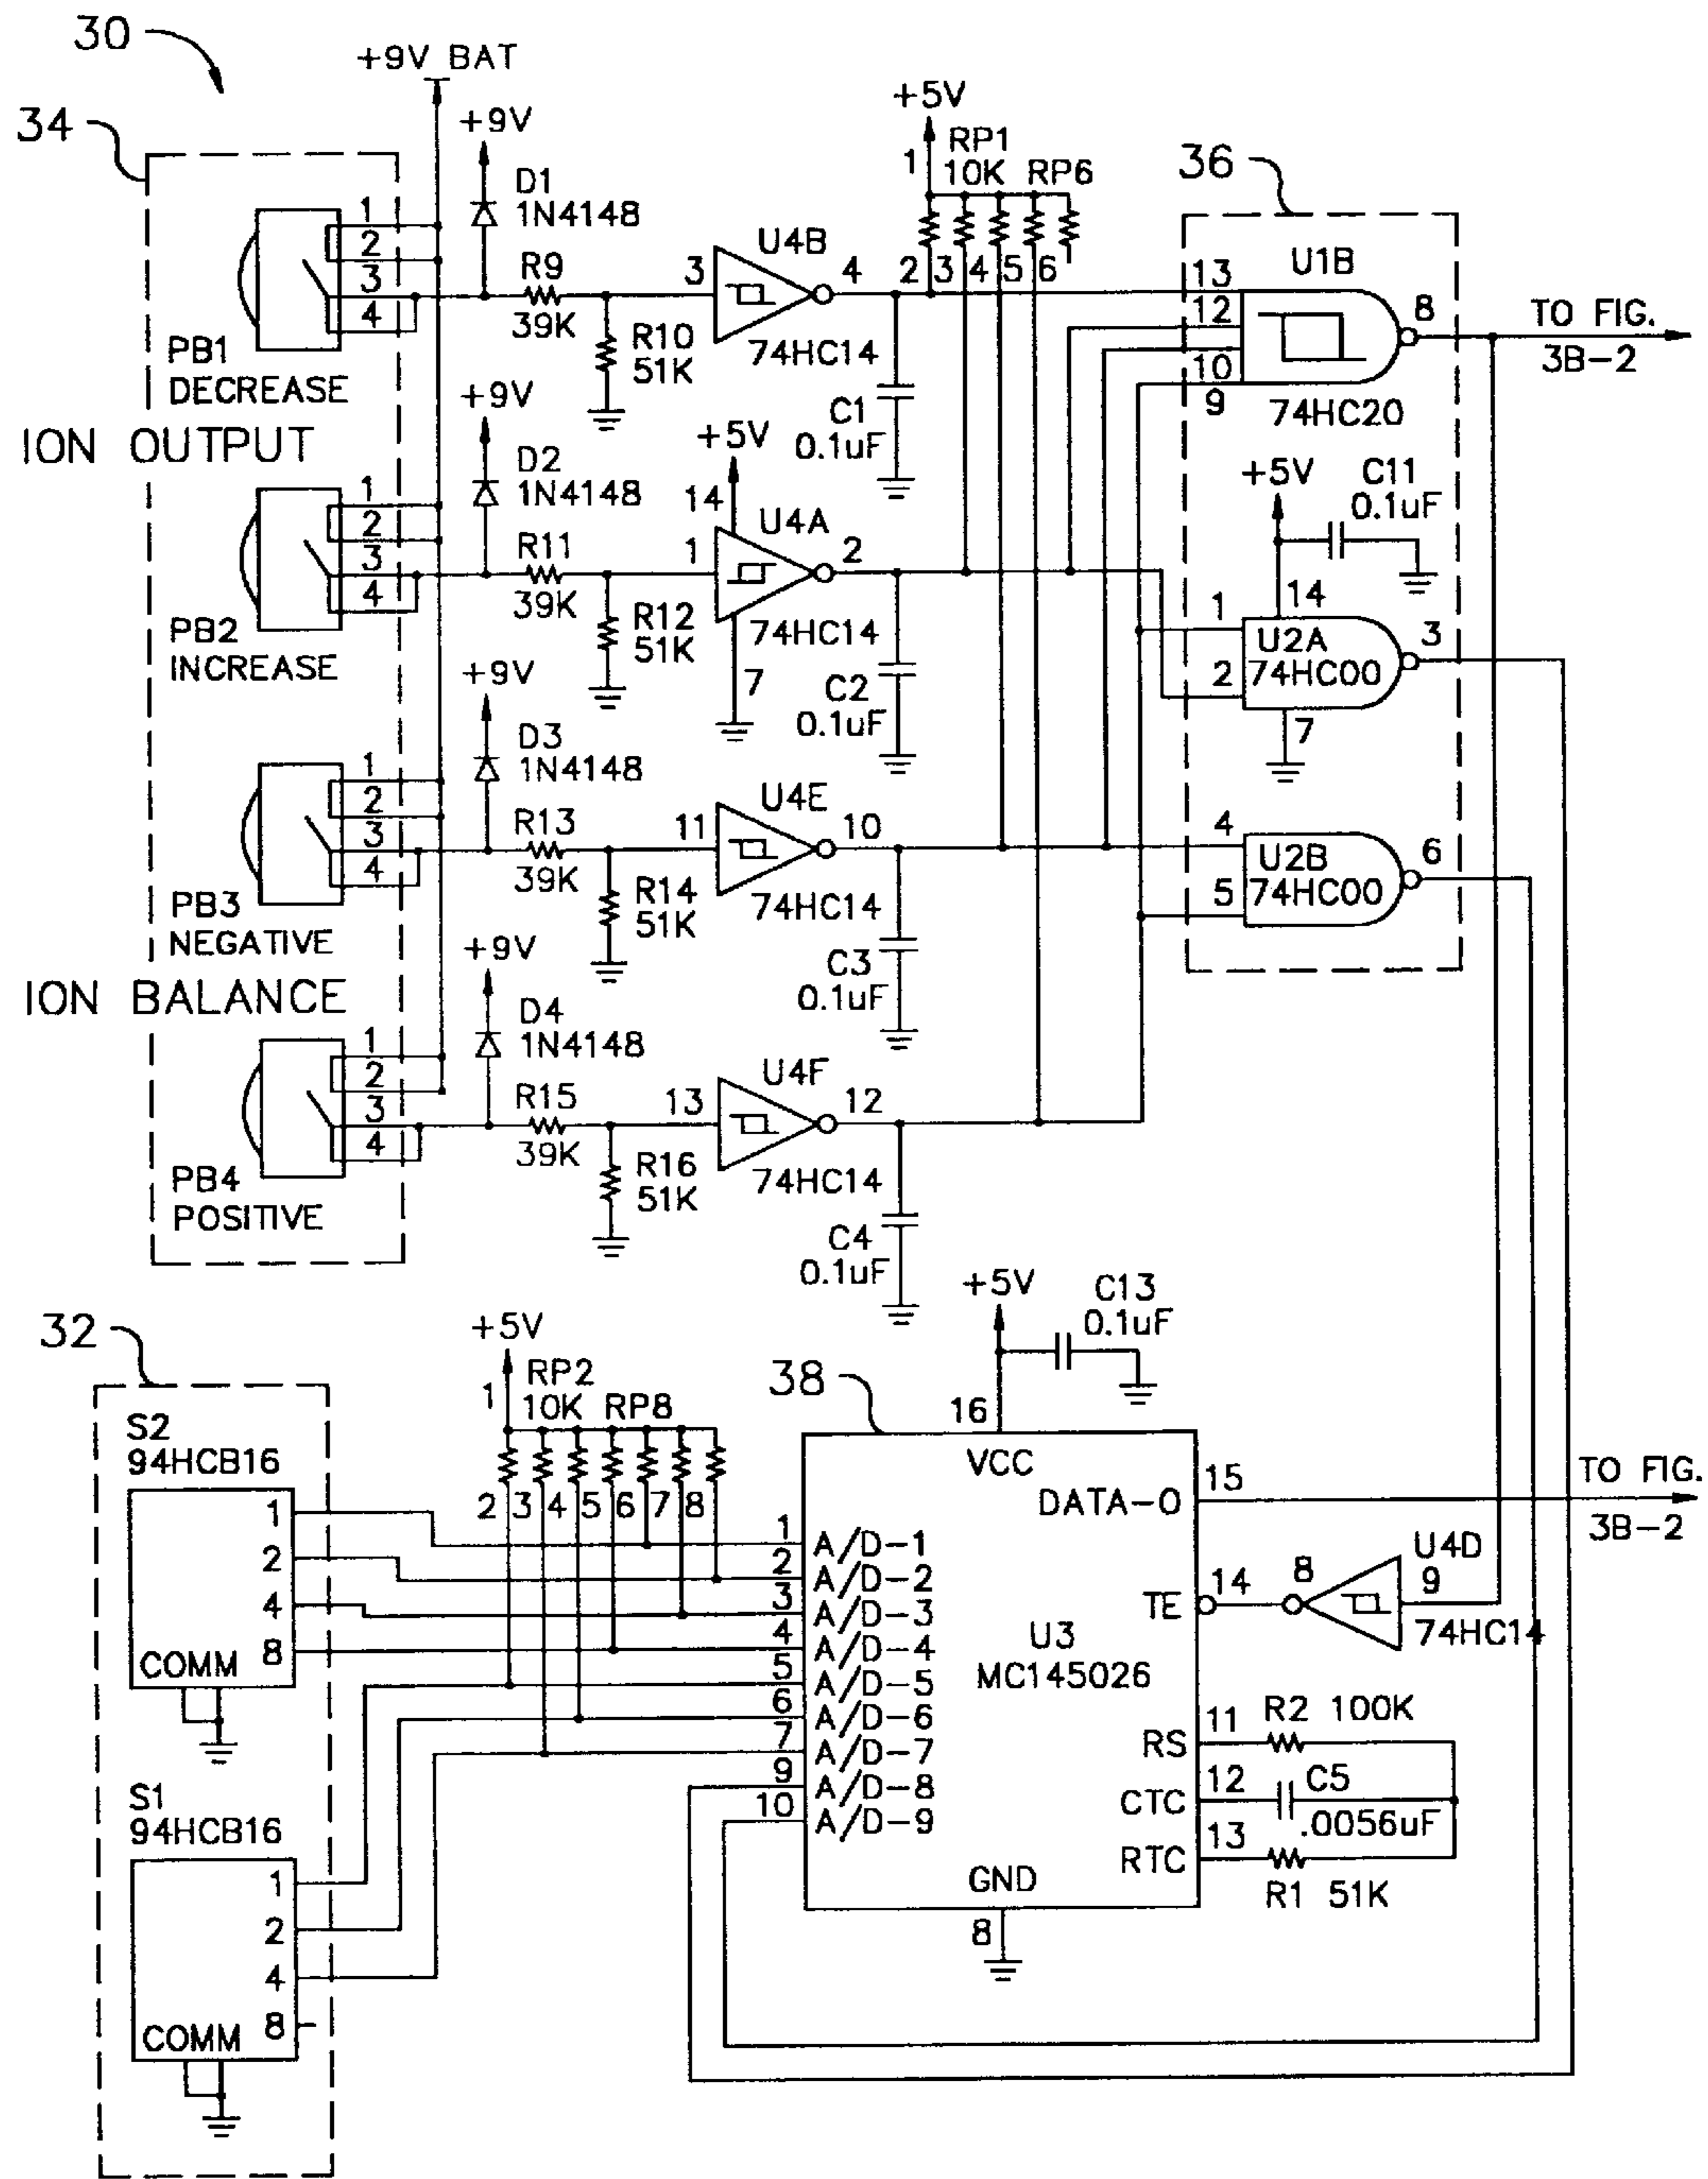 30
+9V BAT
34
+9V
+5V
D1
1N4148
RP1
10K
RP6
1
36
1
2
3
4
R9
39K
R10
51K
3
U4B
4
74HC14
2 3 4 5 6
C1
0.1uF
PB1
DECREASE
13
12
10
9
U1B
8
74HC20
TO FIG.
3B-2
ION OUTPUT
+9V
D2
1N4148
+5V
14
U4A
1
2
3
4
R11
39K
R12
51K
1
2
74HC14
7
C2
0.1uF
PB2
INCREASE
+5V
C11
0.1uF
14
1
2
U2A
74HC00
3
7
+9V
D3
1N4148
U4E
1
2
3
4
R13
39K
R14
51K
11
10
74HC14
C3
0.1uF
PB3
NEGATIVE
4
5
U2B
74HC00
6
ION BALANCE
+9V
D4
1N4148
U4F
1
2
3
4
R15
39K
R16
51K
13
12
74HC14
C4
0.1uF
PB4
POSITIVE
32
+5V
1
RP2
10K
RP8
2 3 4 5 6 7 8
38
+5V
C13
0.1uF
16
VCC
S2
94HCB16
1
2
4
8
COMM
S1
94HCB16
1
2
4
8
COMM
1 A/D-1
2 A/D-2
3 A/D-3
4 A/D-4
5 A/D-5
6 A/D-6
7 A/D-7
9 A/D-8
10 A/D-9
DATA-O 15
TO FIG.
3B-2
TE 14
8
U4D
9
74HC14
U3
MC145026
RS 11
R2 100K
CTC 12
C5
.0056uF
RTC 13
R1 51K
GND
8